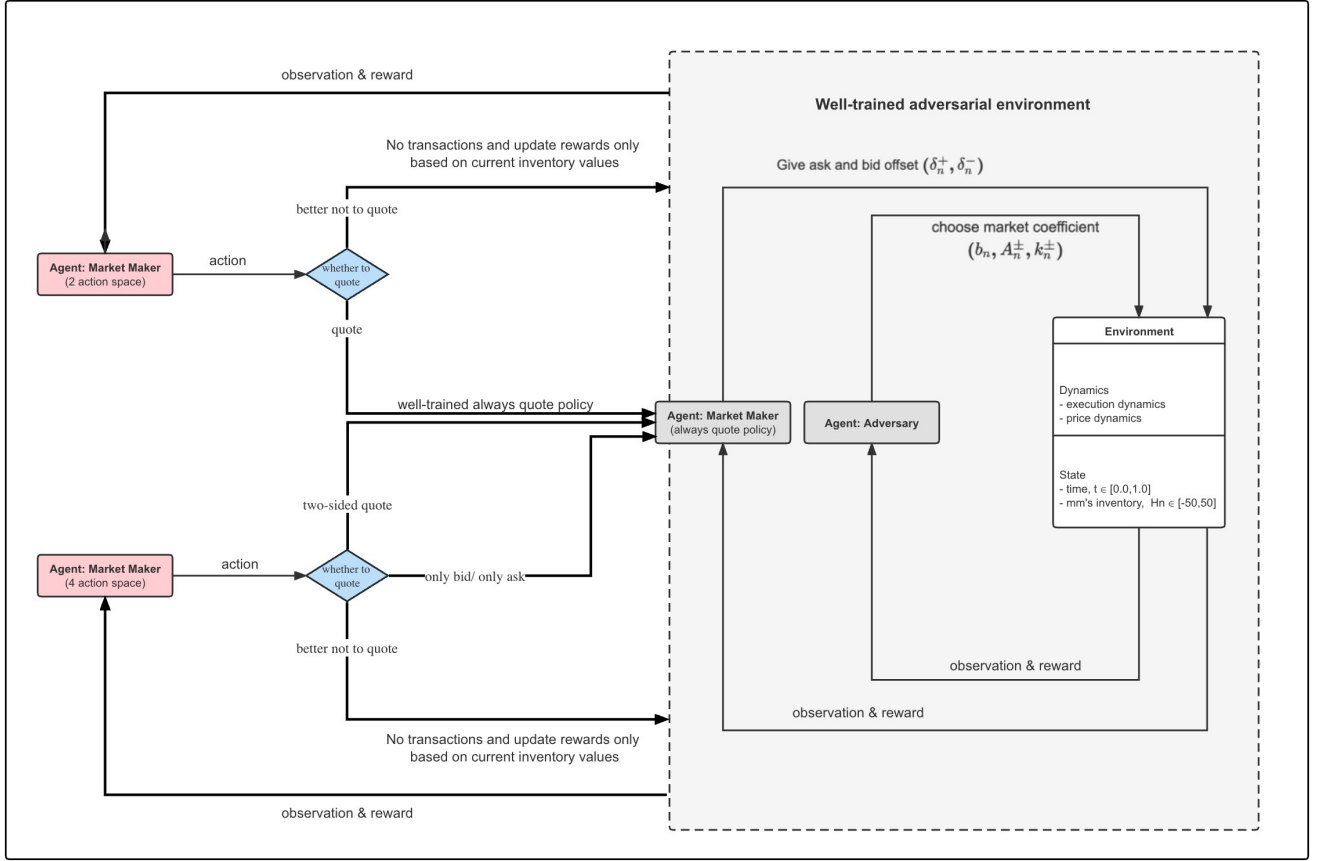 observation & reward
Well-trained adversarial environment
No transactions and update rewards only
based on current inventory values
Give ask and bid offset (δₙ⁺, δₙ⁻)
better not to quote
choose market coefficient
(bₙ, Aₙ±, kₙ±)
Agent: Market Maker
(2 action space)
action
whether to
quote
quote
Environment
Dynamics
- execution dynamics
- price dynamics
well-trained always quote policy
Agent: Market Maker
(always quote policy)
Agent: Adversary
State
- time, t ∈ [0.0,1.0]
- mm's inventory, Hn ∈ [-50,50]
two-sided quote
Agent: Market Maker
(4 action space)
action
whether to
quote
only bid/ only ask
better not to quote
observation & reward
observation & reward
No transactions and update rewards only
based on current inventory values
observation & reward